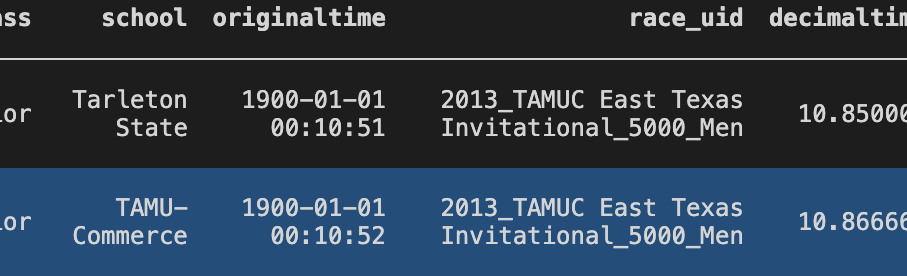 ass school originaltime race_uid decimaltim
ior Tarleton 1900-01-01 2013_TAMUC East Texas 10.85000
State 00:10:51 Invitational_5000_Men
ior TAMU- 1900-01-01 2013_TAMUC East Texas 10.86666
Commerce 00:10:52 Invitational_5000_Men